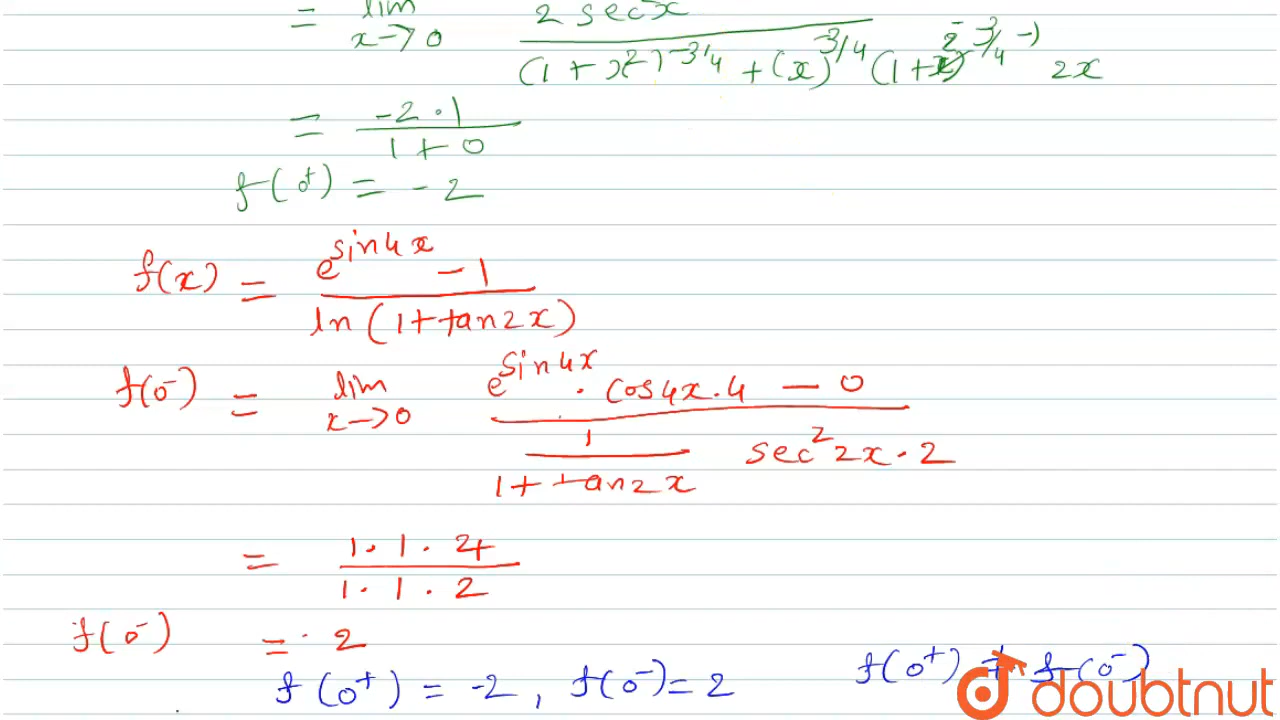 = lim x→0 2 sec²x / (1+x²)^-3/4 + (x) 3/4 (1+x²)^-3/4-1 2x
= -2·1 / 1+0
f(0⁺) = -2
f(x) = e^sin4x - 1 / ln(1+tan2x)
f(0⁻) = lim x→0 e^sin4x · cos4x·4 - 0 / 1/1+tan2x sec²2x·2
= 1·1·4 / 1·1·2
f(0⁻) = 2
f(0⁺) = -2, f(0⁻)=2 f(0⁺) ≠ f(0⁻)
doubtnut